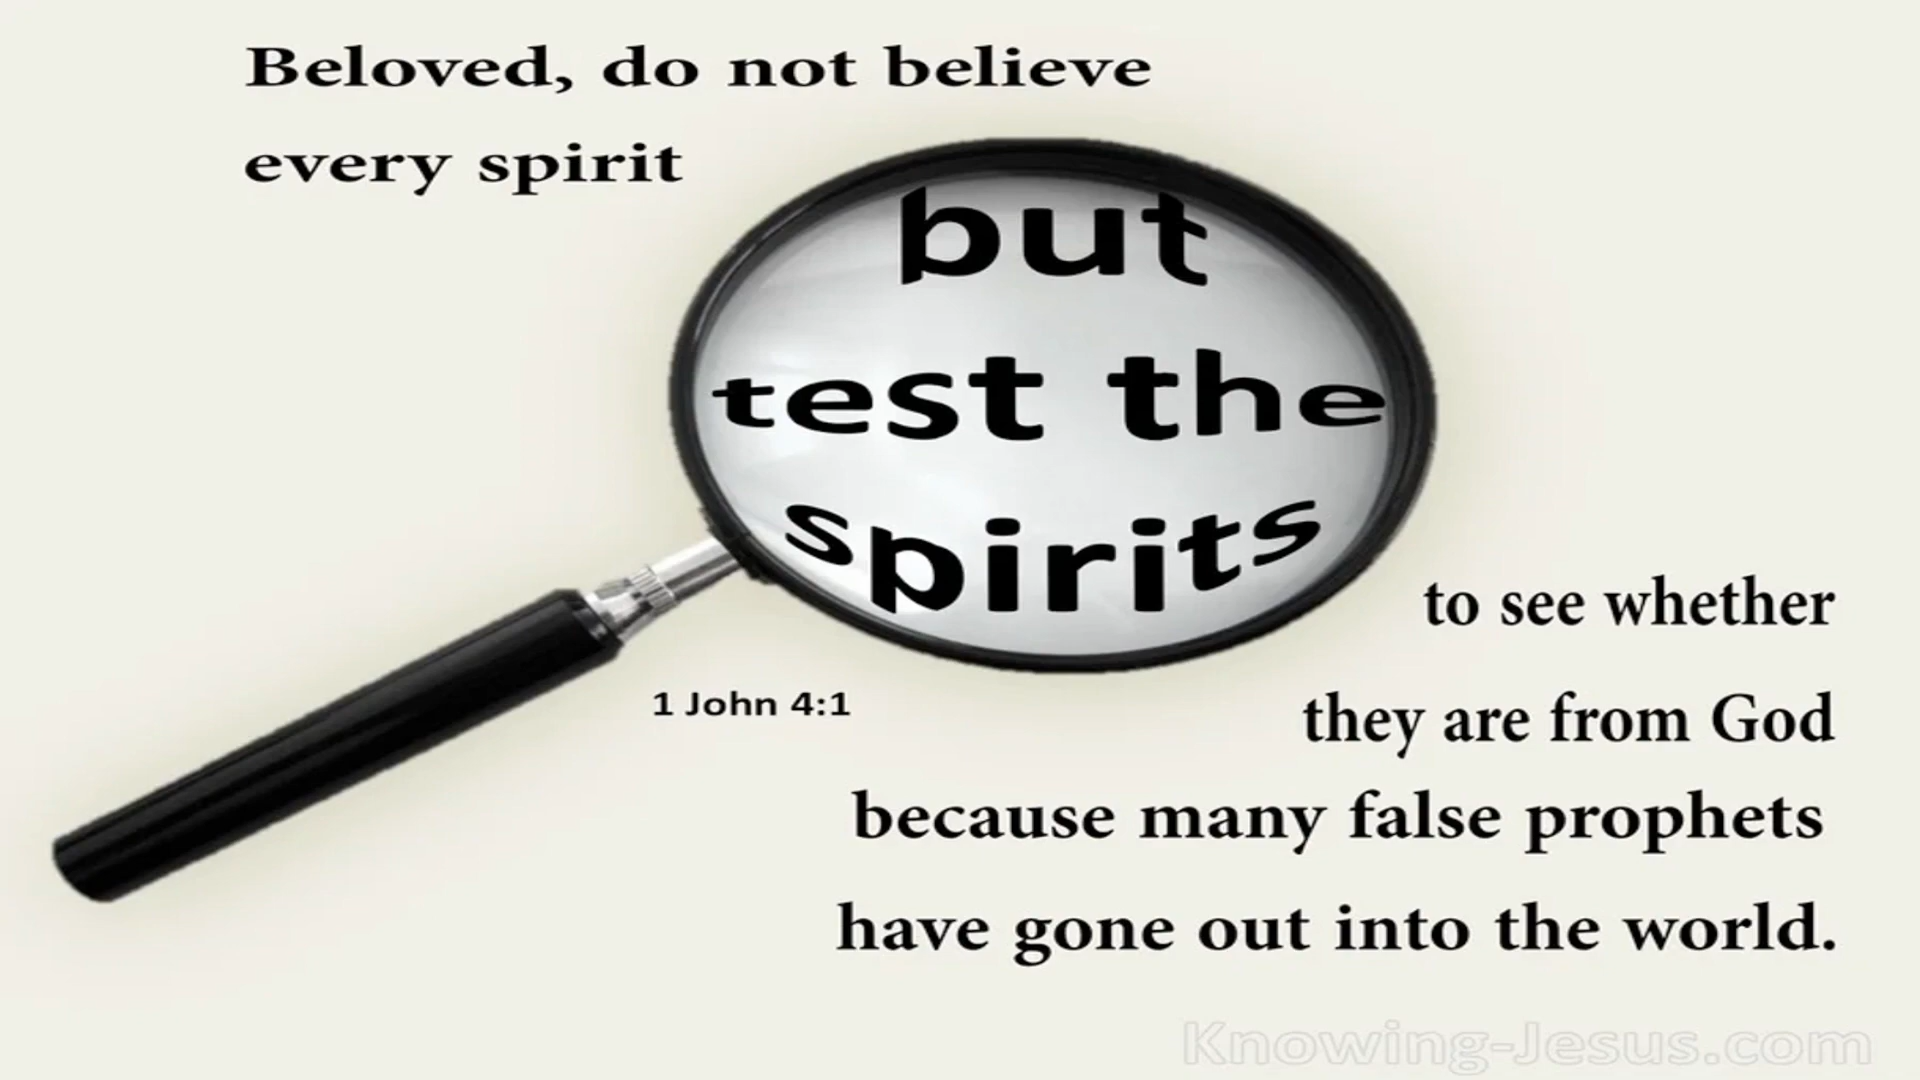 Beloved, do not believe
every spirit
but
test the
spirits
to see whether
they are from God
because many false prophets
have gone out into the world.
1 John 4:1
Knowing-Jesus.com